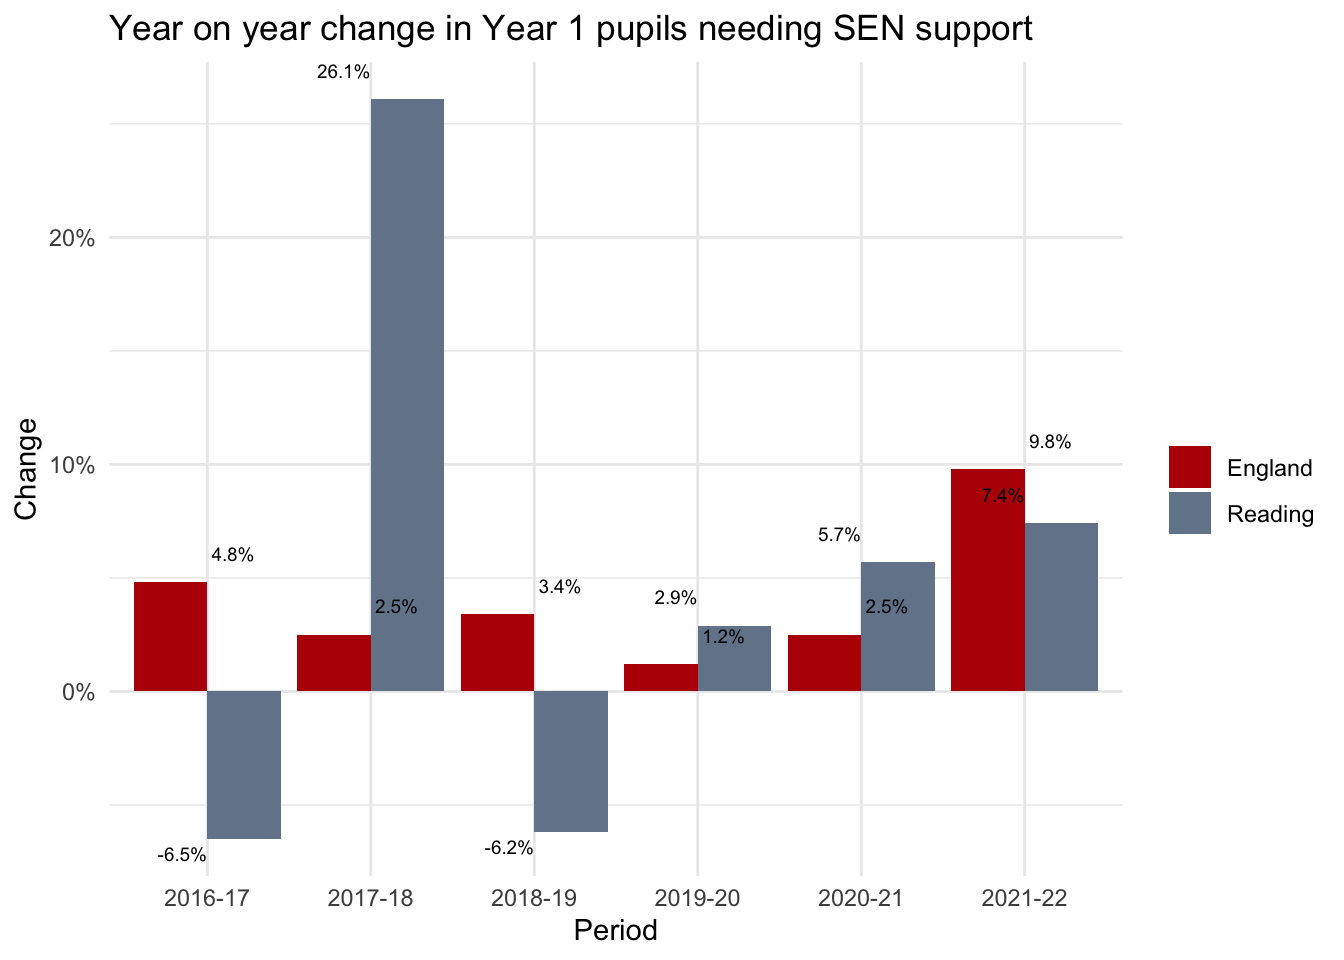 Year on year change in Year 1 pupils needing SEN support
26.1%
20%
10%
0%
Change
9.8%
7.4%
4.8%
5.7%
3.4%
2.9%
2.5%
2.5%
1.2%
-6.5%
-6.2%
England
Reading
2016-17 2017-18 2018-19 2019-20 2020-21 2021-22
Period